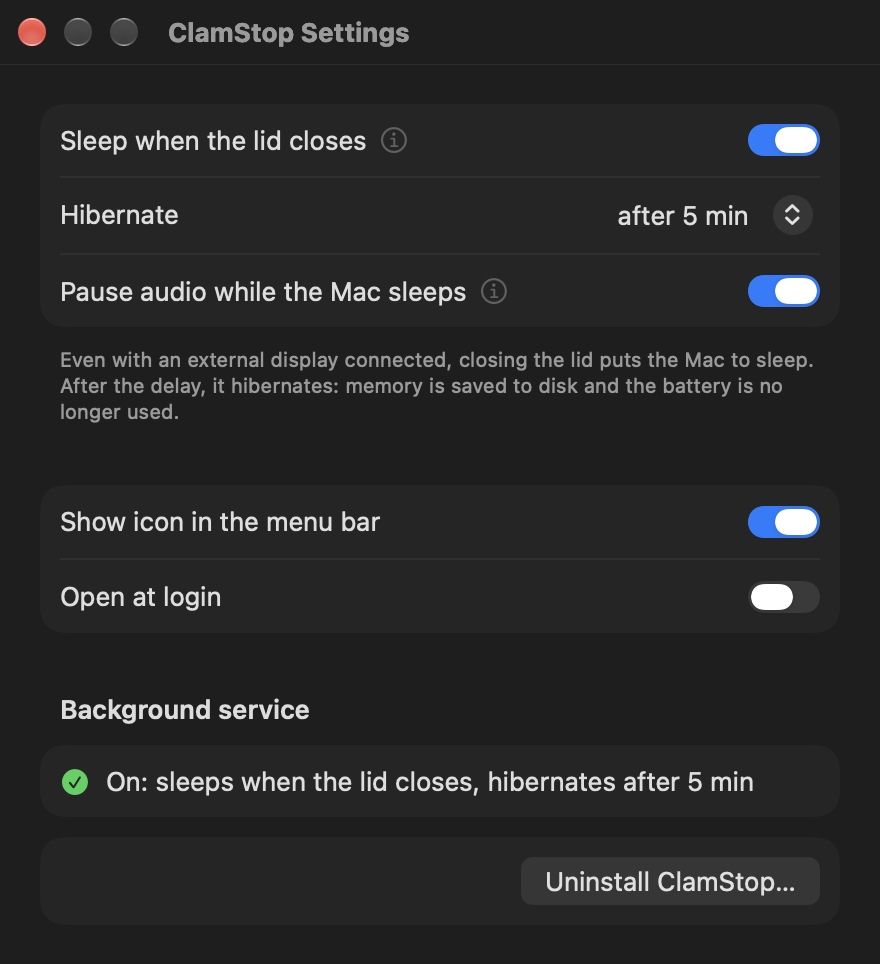 ClamStop Settings
Sleep when the lid closes
Hibernate
after 5 min
Pause audio while the Mac sleeps
Even with an external display connected, closing the lid puts the Mac to sleep.
After the delay, it hibernates: memory is saved to disk and the battery is no
longer used.
Show icon in the menu bar
Open at login
Background service
On: sleeps when the lid closes, hibernates after 5 min
Uninstall ClamStop...